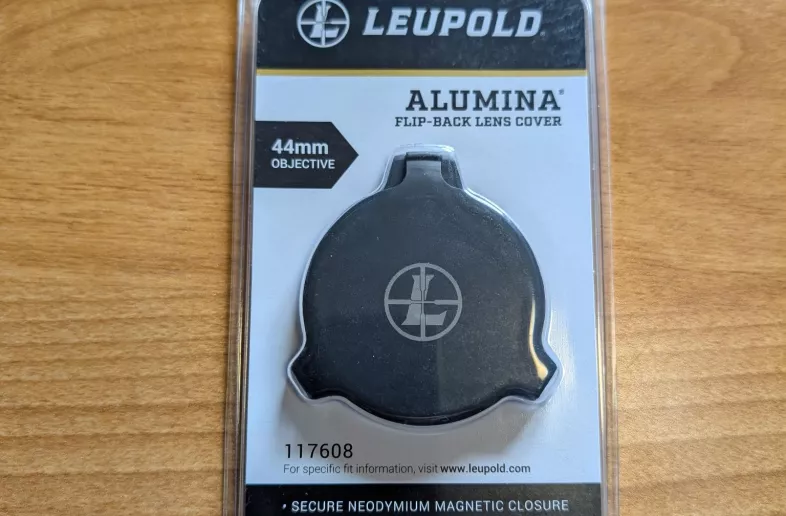 LEUPOLD®
ALUMINA®
FLIP-BACK LENS COVER
44mm
OBJECTIVE
117608
For specific fit information, visit www.leupold.com
• SECURE NEODYMIUM MAGNETIC CLOSURE